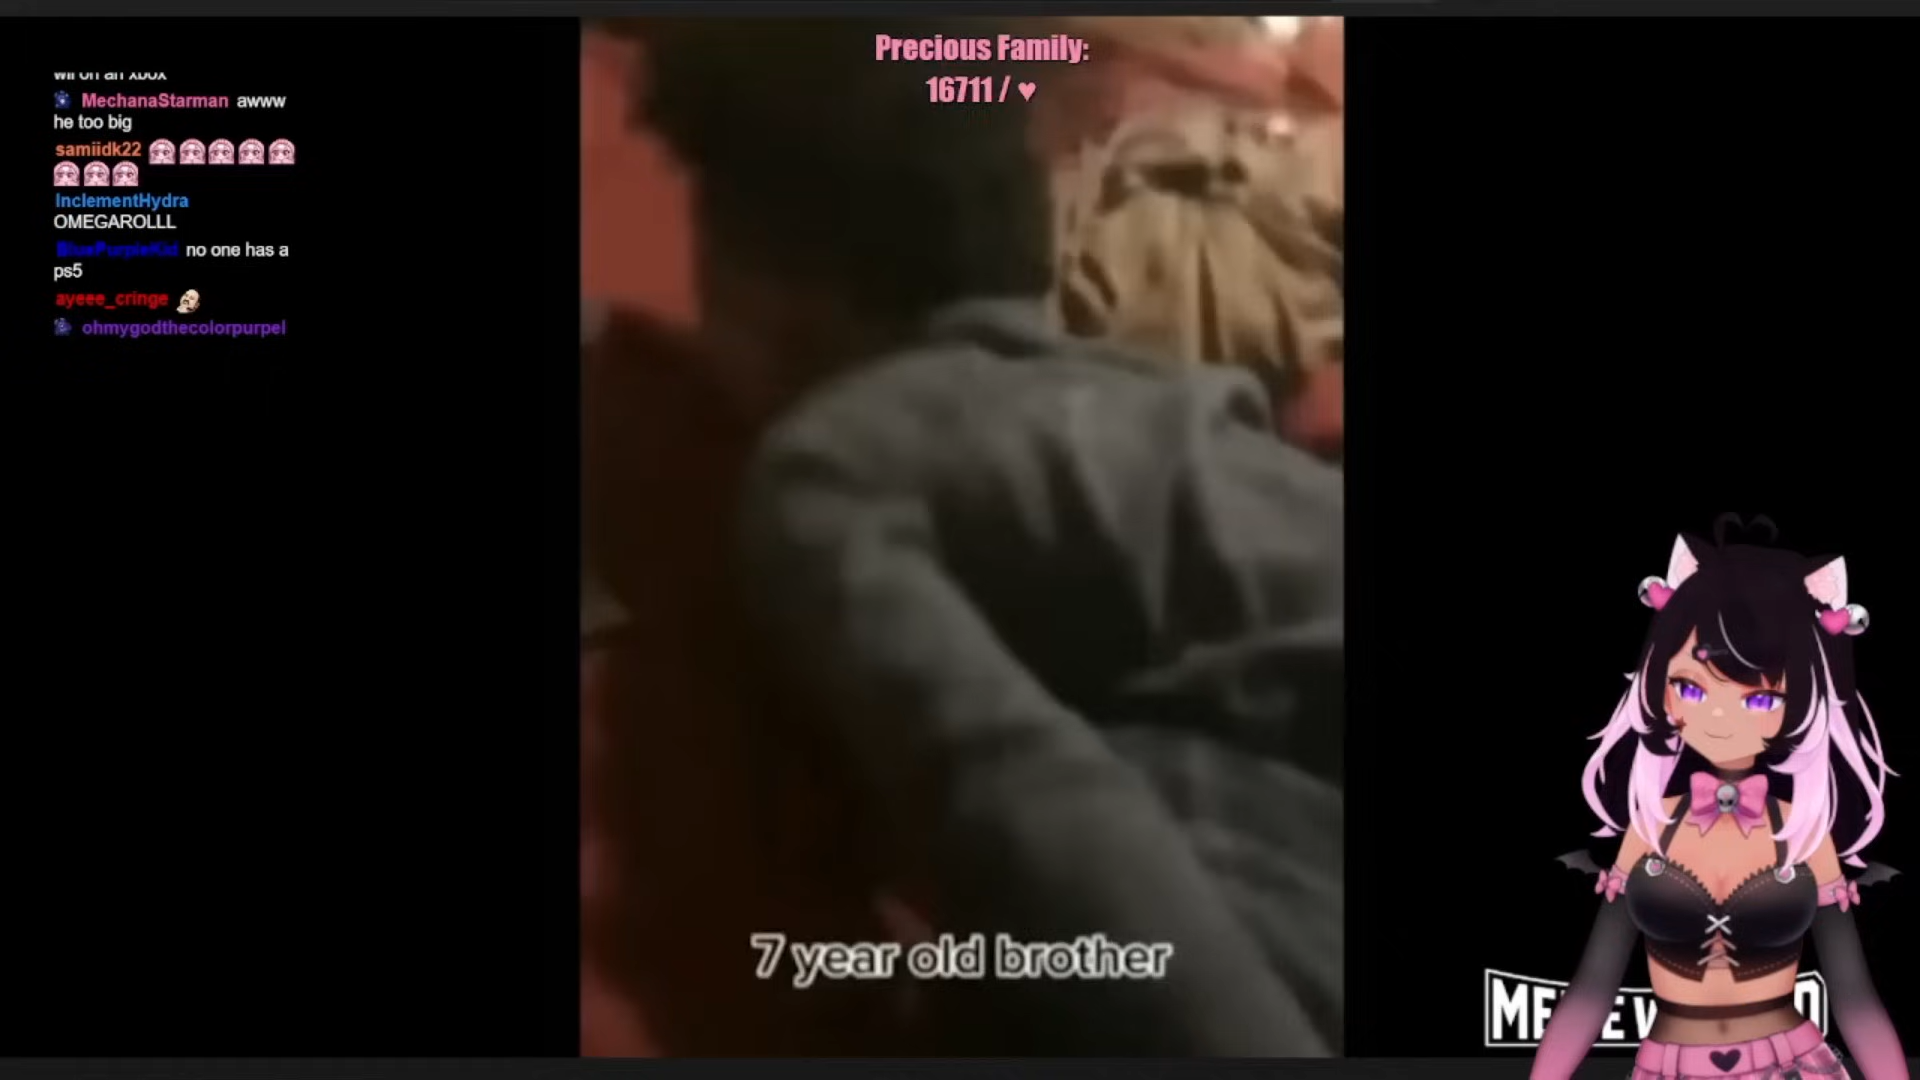 Precious Family:
16711 / ♥
MechanaStarman awww
he too big
samiidk22
InclementHydra
OMEGAROLLL
BluePurpleKid no one has a
ps5
ayeee_cringe
ohmygodthecolorpurpel
7 year old brother